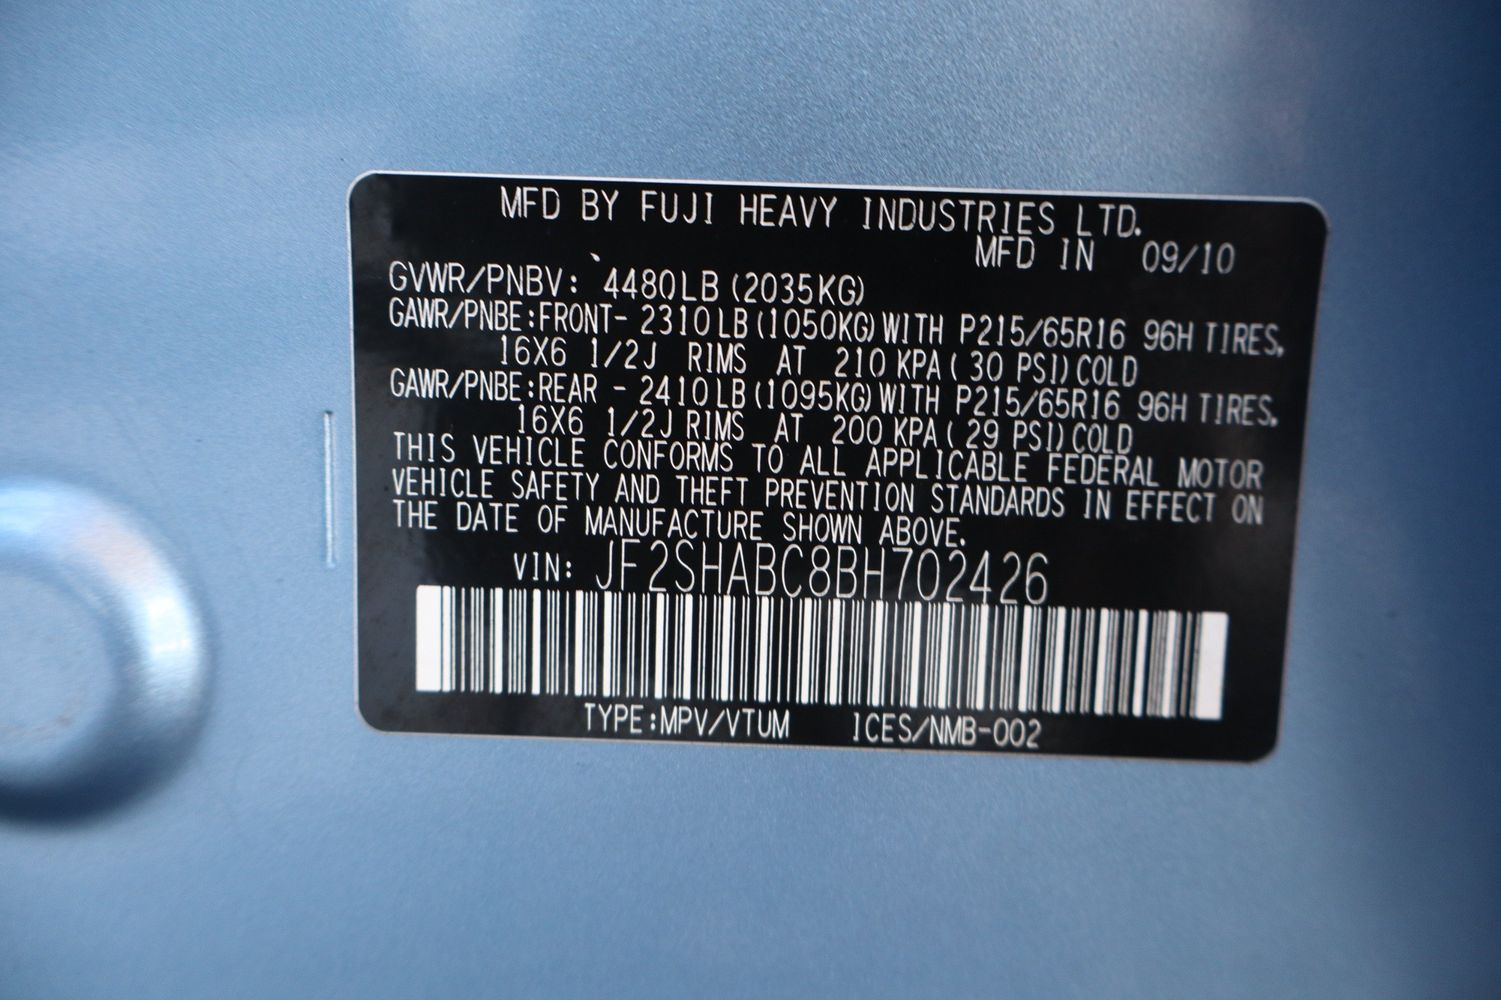 MFD BY FUJI HEAVY INDUSTRIES LTD.
MFD IN 09/10
GVWR/PNBV: 4480LB (2035KG)
GAWR/PNBE:FRONT- 2310LB(1050KG)WITH P215/65R16 96H TIRES,
16X6 1/2J RIMS AT 210 KPA( 30 PSI)COLD
GAWR/PNBE:REAR - 2410LB(1095KG)WITH P215/65R16 96H TIRES,
16X6 1/2J RIMS AT 200 KPA( 29 PSI)COLD
THIS VEHICLE CONFORMS TO ALL APPLICABLE FEDERAL MOTOR
VEHICLE SAFETY AND THEFT PREVENTION STANDARDS IN EFFECT ON
THE DATE OF MANUFACTURE SHOWN ABOVE.
VIN: JF2SHABC8BH702426
TYPE:MPV/VTUM ICES/NMB-002